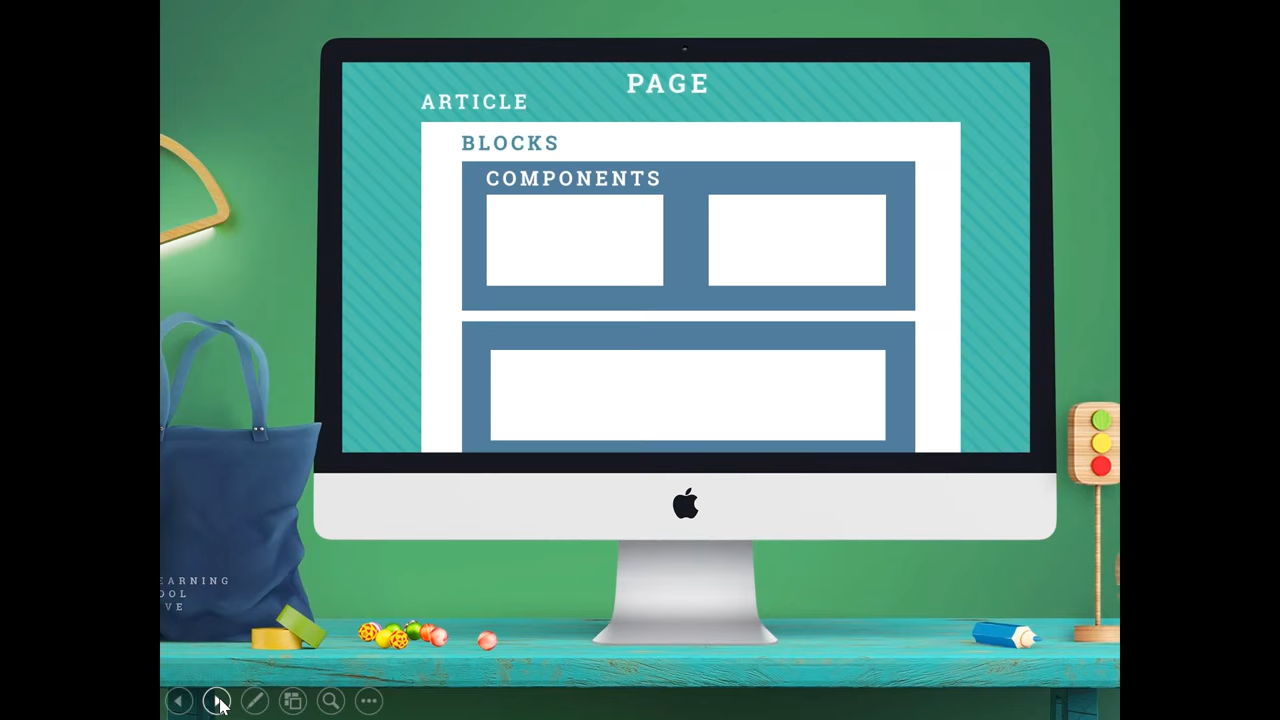 PAGE
ARTICLE
BLOCKS
COMPONENTS
EARNING
OOL
VE